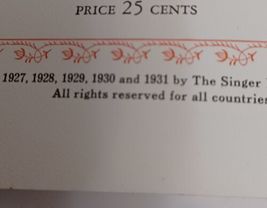 PRICE 25 CENTS
1927, 1928, 1929, 1930 and 1931 by The Singer
All rights reserved for all countries